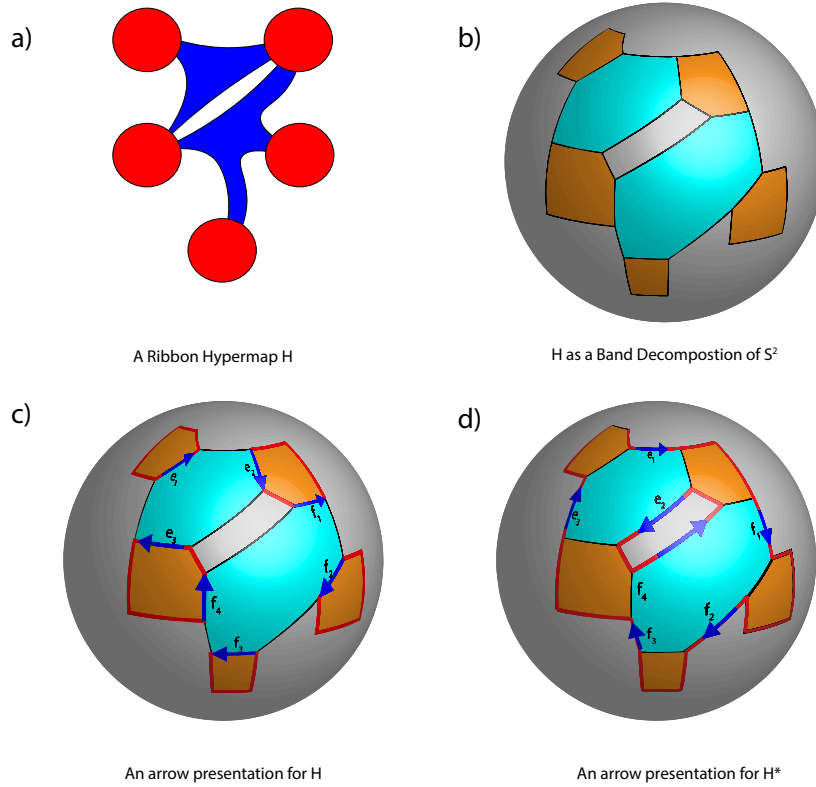 a)
b)
A Ribbon Hypermap H
H as a Band Decompostion of S²
c)
d)
e₁
e₂
f₁
e₃
f₂
f₄
f₃
e₁
e₂
e₃
f₁
f₄
f₂
f₃
An arrow presentation for H
An arrow presentation for H*